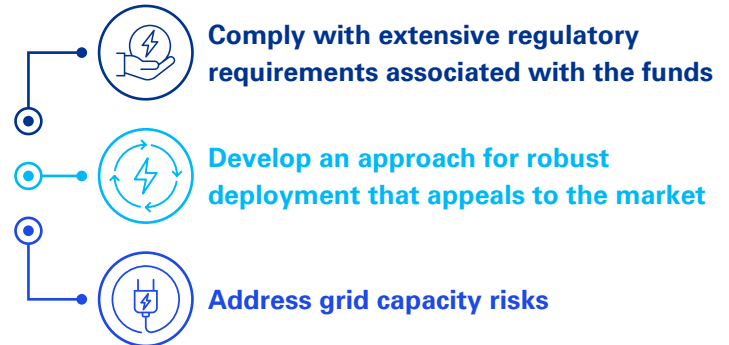 Comply with extensive regulatory
requirements associated with the funds
Develop an approach for robust
deployment that appeals to the market
Address grid capacity risks